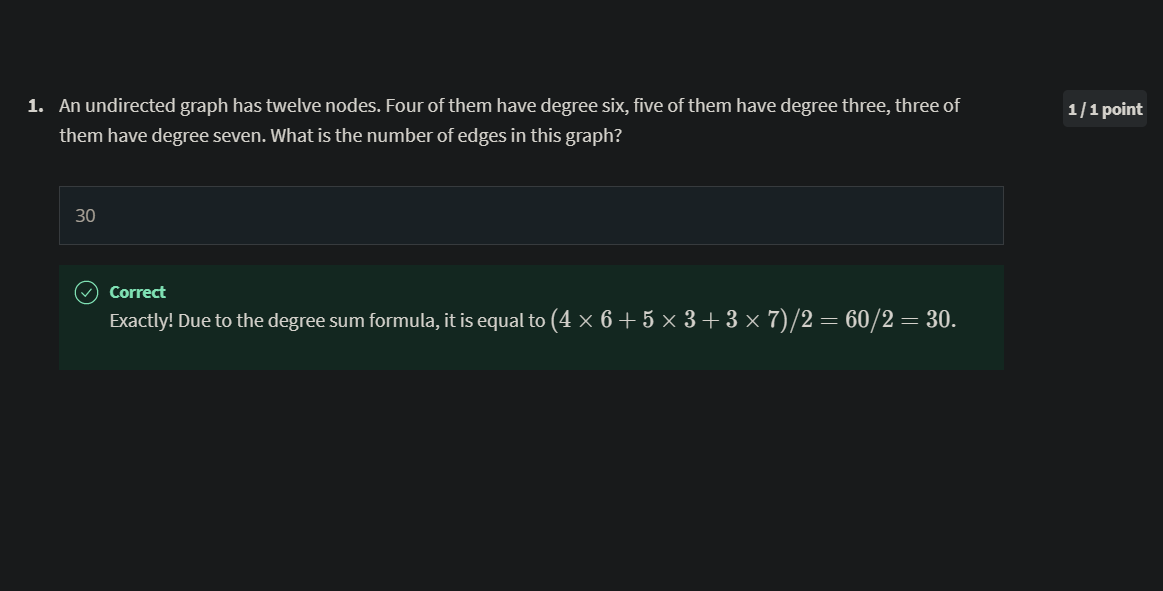 1. An undirected graph has twelve nodes. Four of them have degree six, five of them have degree three, three of
them have degree seven. What is the number of edges in this graph?
1 / 1 point
30
Correct
Exactly! Due to the degree sum formula, it is equal to (4 × 6 + 5 × 3 + 3 × 7)/2 = 60/2 = 30.